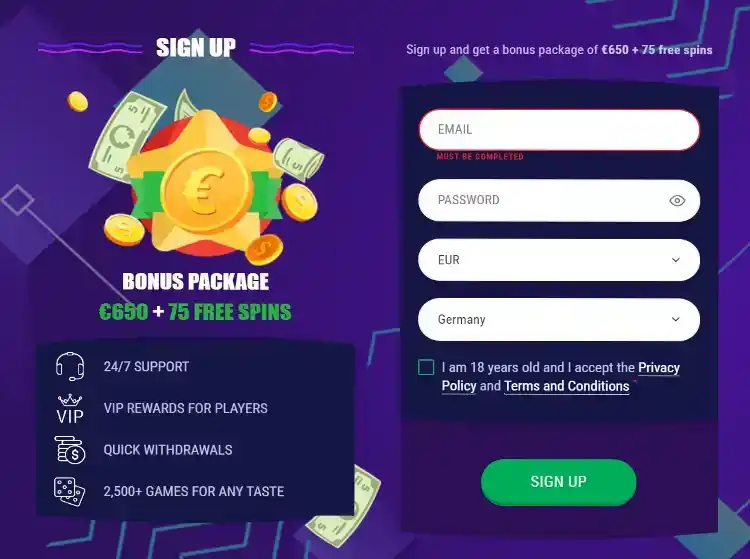 SIGN UP
BONUS PACKAGE
€650 + 75 FREE SPINS
24/7 SUPPORT
VIP
VIP REWARDS FOR PLAYERS
QUICK WITHDRAWALS
2,500+ GAMES FOR ANY TASTE
Sign up and get a bonus package of €650 + 75 free spins
EMAIL
MUST BE COMPLETED
PASSWORD
EUR
Germany
I am 18 years old and I accept the Privacy
Policy and Terms and Conditions *
SIGN UP